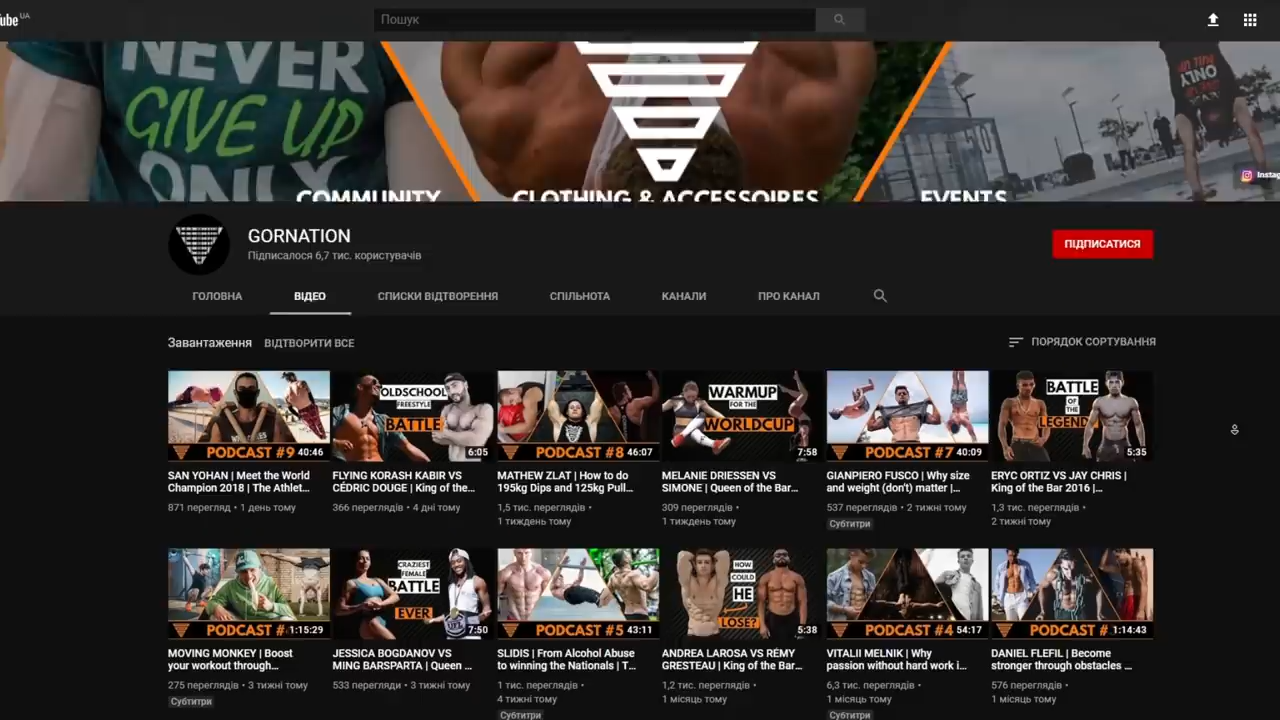 ube UA
Пошук
NEVER
GIVE UP
ONLY
COMMUNITY
CLOTHING & ACCESSOIRES
EVENTS
Instag
GORNATION
Підписалося 6,7 тис. користувачів
ПІДПИСАТИСЯ
ГОЛОВНА ВІДЕО СПИСКИ ВІДТВОРЕННЯ СПІЛЬНОТА КАНАЛИ ПРО КАНАЛ
Завантаження ВІДТВОРИТИ ВСЕ
ПОРЯДОК СОРТУВАННЯ
PODCAST #9 40:46
SAN YOHAN | Meet the World
Champion 2018 | The Athlet...
871 перегляд • 1 день тому
OLDSCHOOL
FREESTYLE
BATTLE
6:05
FLYING KORASH KABIR VS
CÉDRIC DOUGE | King of the...
366 переглядів • 4 дні тому
PODCAST #8 46:07
MATHEW ZLAT | How to do
195kg Dips and 125kg Pull...
1,5 тис. переглядів •
1 тиждень тому
WARMUP
FOR THE
WORLDCUP
7:58
MELANIE DRIESSEN VS
SIMONE | Queen of the Bar...
309 переглядів •
1 тиждень тому
PODCAST #7 40:09
GIANPIERO FUSCO | Why size
and weight (don't) matter |...
537 переглядів • 2 тижні тому
Субтитри
BATTLE
OF THE
LEGEND
5:35
ERYC ORTIZ VS JAY CHRIS |
King of the Bar 2016 |...
1,3 тис. переглядів •
2 тижні тому
PODCAST # 1:15:29
MOVING MONKEY | Boost
your workout through...
275 переглядів • 3 тижні тому
Субтитри
CRAZIEST
FEMALE
BATTLE
EVER
7:50
JESSICA BOGDANOV VS
MING BARSPARTA | Queen ...
533 перегляди • 3 тижні тому
PODCAST #5 43:11
SLIDIS | From Alcohol Abuse
to winning the Nationals | T...
1 тис. переглядів •
4 тижні тому
Субтитри
HOW
COULD
HE
LOSE?
5:38
ANDREA LAROSA VS RÉMY
GRESTEAU | King of the Bar...
1,2 тис. переглядів •
1 місяць тому
PODCAST #4 54:17
VITALII MELNIK | Why
passion without hard work i...
6,3 тис. переглядів •
1 місяць тому
Субтитри
PODCAST # 1:14:43
DANIEL FLEFIL | Become
stronger through obstacles ...
576 переглядів •
1 місяць тому